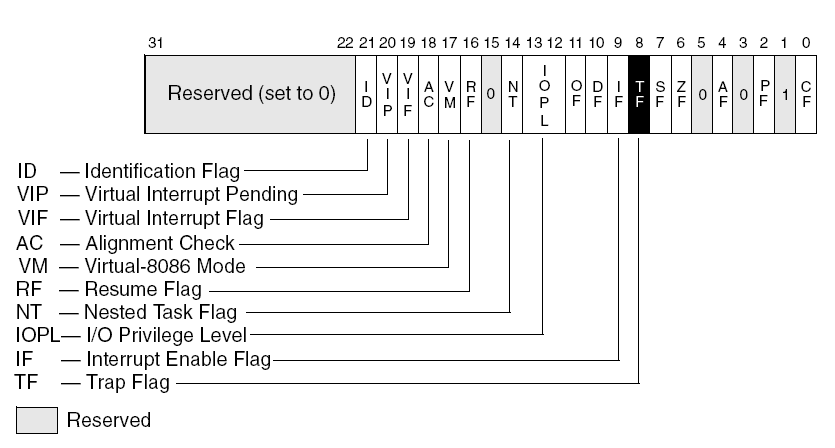 31 22 21 20 19 18 17 16 15 14 13 12 11 10 9 8 7 6 5 4 3 2 1 0
Reserved (set to 0) ID VIP VIF AC VM RF 0 NT IOPL OF DF IF TF SF ZF 0 AF 0 PF 1 CF
ID — Identification Flag
VIP — Virtual Interrupt Pending
VIF — Virtual Interrupt Flag
AC — Alignment Check
VM — Virtual-8086 Mode
RF — Resume Flag
NT — Nested Task Flag
IOPL— I/O Privilege Level
IF — Interrupt Enable Flag
TF — Trap Flag
Reserved